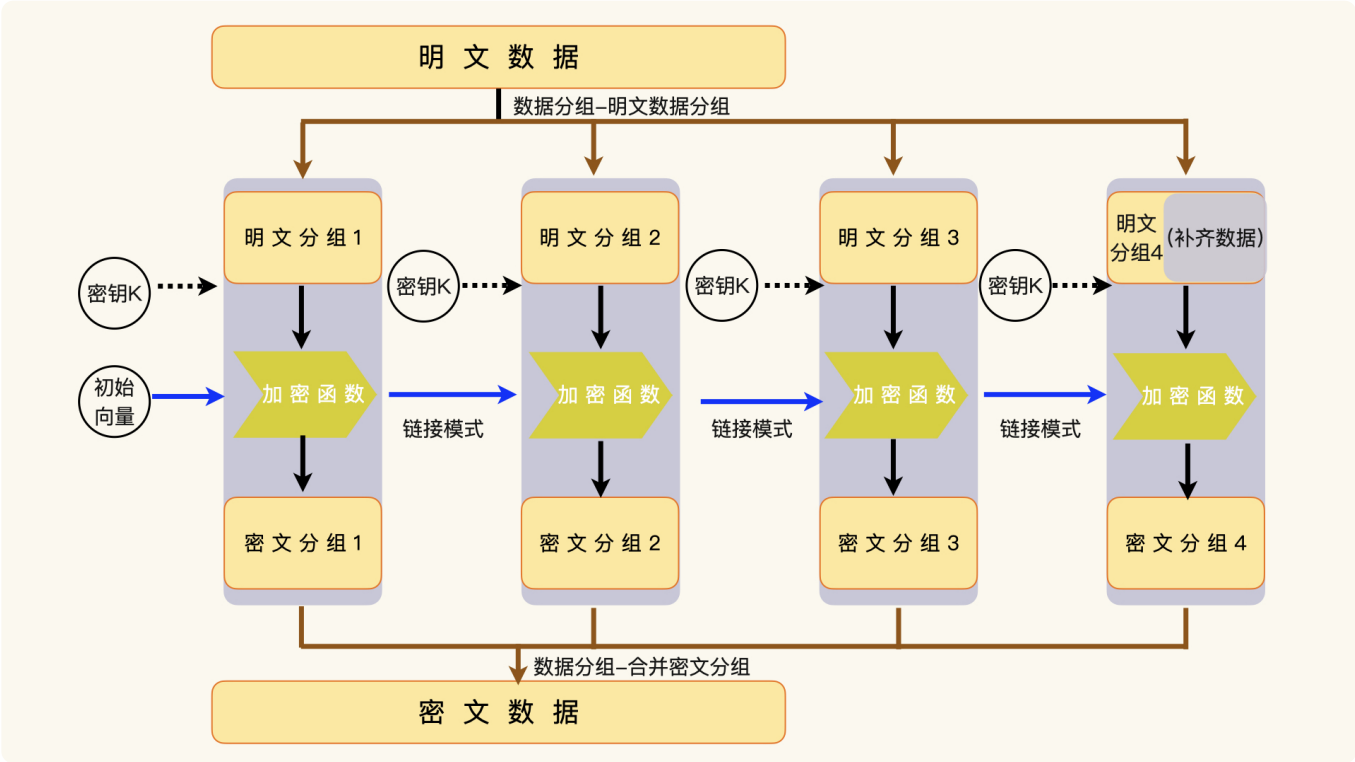 明文数据
数据分组–明文数据分组
明文分组1
明文分组2
明文分组3
明文
分组4
(补齐数据)
密钥K
密钥K
密钥K
密钥K
初始
向量
加密函数
链接模式
加密函数
链接模式
加密函数
链接模式
加密函数
密文分组1
密文分组2
密文分组3
密文分组4
数据分组–合并密文分组
密文数据